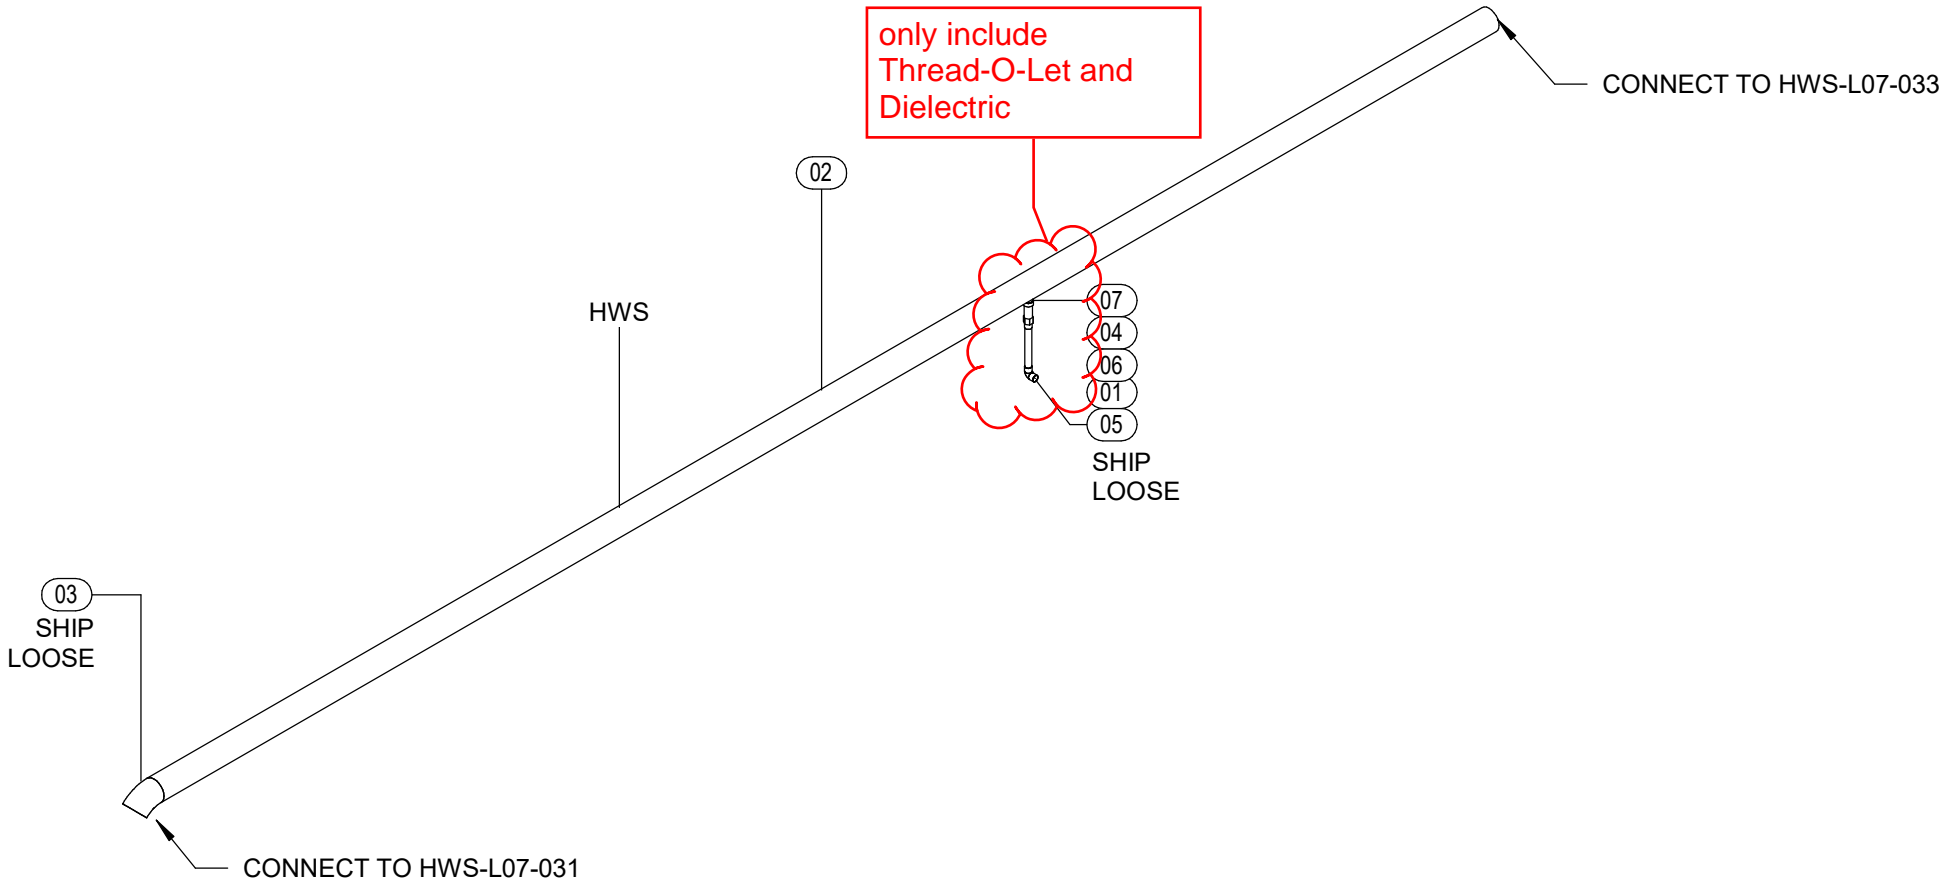 only include
Thread-O-Let and
Dielectric
CONNECT TO HWS-L07-033
02
HWS
07
04
06
01
05
SHIP
LOOSE
03
SHIP
LOOSE
CONNECT TO HWS-L07-031